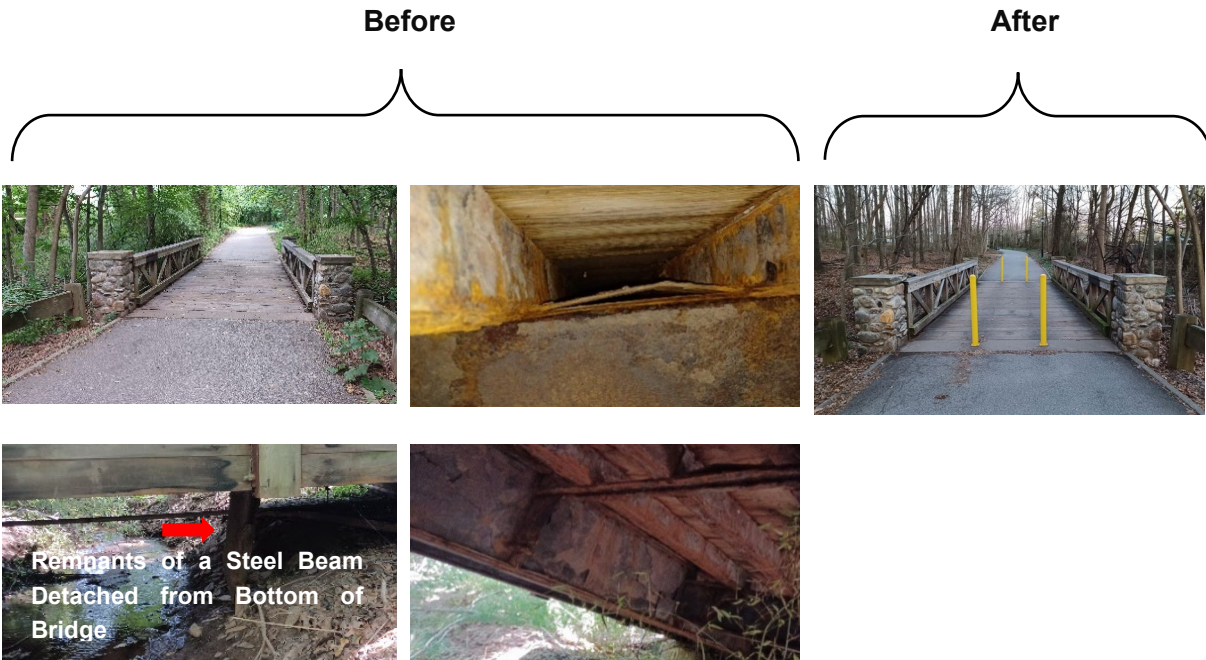 Before
After
Remnants of a Steel Beam
Detached from Bottom of
Bridge